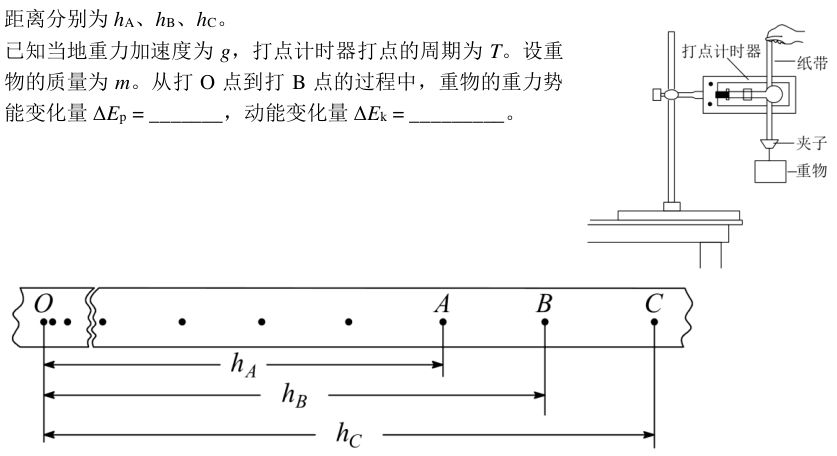 距离分别为 hA、hB、hC。
已知当地重力加速度为 g，打点计时器打点的周期为 T。设重
物的质量为 m。从打 O 点到打 B 点的过程中，重物的重力势
能变化量 ΔEp = _______，动能变化量 ΔEk = _________。
打点计时器
纸带
夹子
重物
O A B C
hA
hB
hC